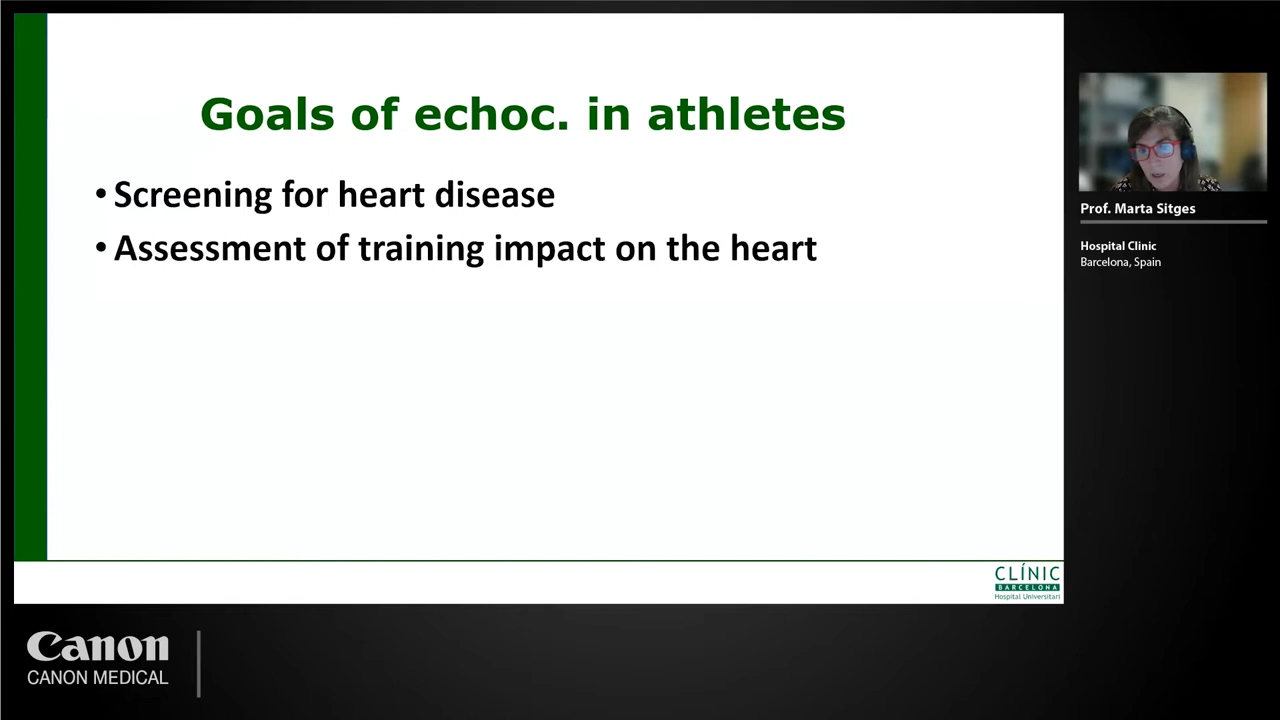 Goals of echoc. in athletes
• Screening for heart disease
• Assessment of training impact on the heart
CLÍNIC
BARCELONA
Hospital Universitari
Prof. Marta Sitges
Hospital Clinic
Barcelona, Spain
Canon
CANON MEDICAL